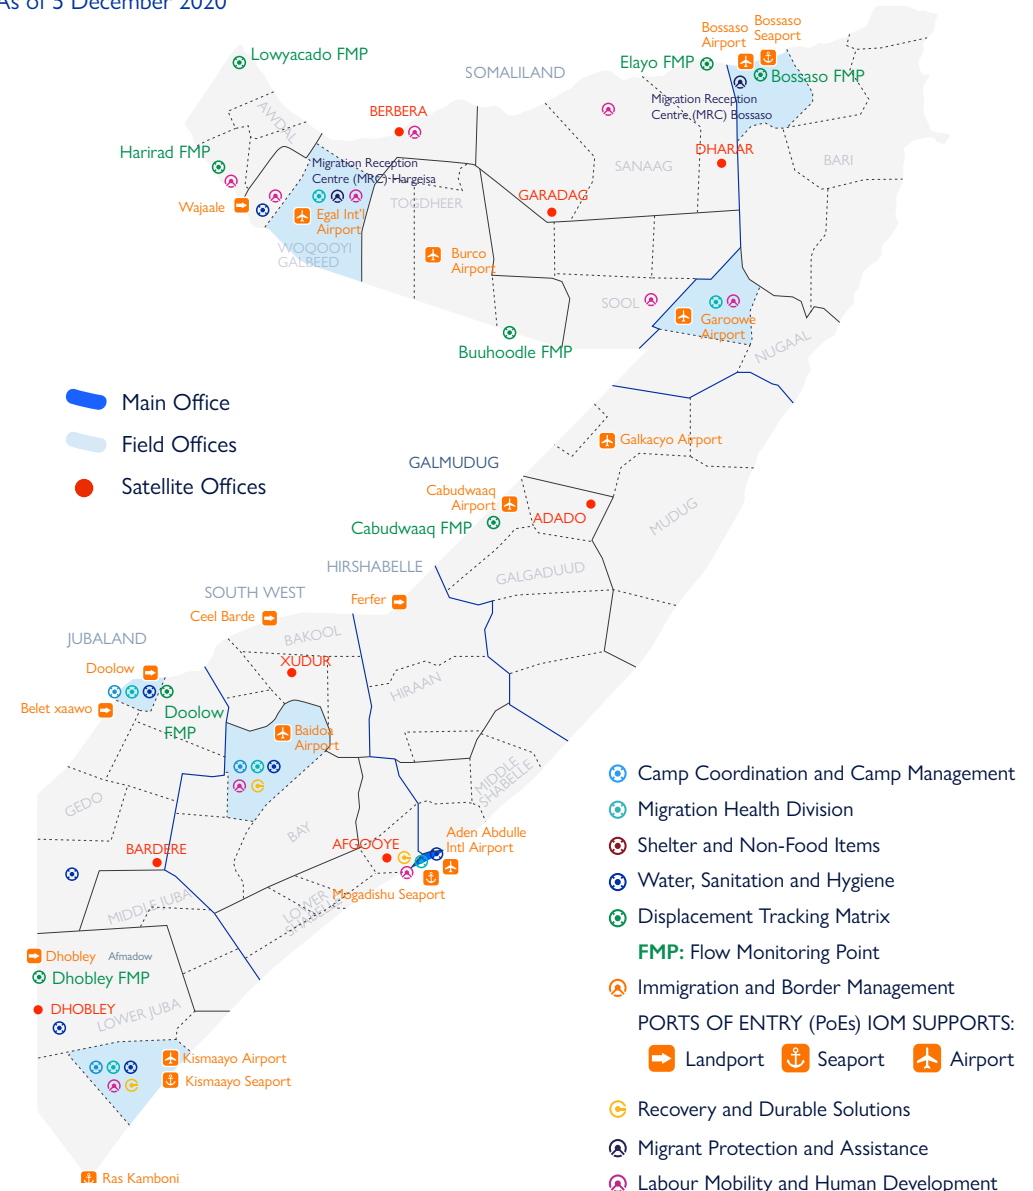 As of 5 December 2020
Bossaso
Airport
Bossaso
Seaport
Lowyacado FMP
SOMALILAND
Elayo FMP
Bossaso FMP
AWDAL
BERBERA
Migration Reception
Centre (MRC) Bossaso
Harirad FMP
Migration Reception
Centre (MRC) Hargeisa
SANAAG
DHARAR
BARI
Wajaale
Egal Int'l
Airport
TOGDHEER
GARADAG
WOQOOYI
GALBEED
Burco
Airport
SOOL
Garoowe
Airport
Buuhoodle FMP
NUGAAL
Main Office
Field Offices
Satellite Offices
Galkacyo Airport
GALMUDUG
Cabudwaaq
Airport
Cabudwaaq FMP
ADADO
MUDUG
HIRSHABELLE
GALGADUUD
SOUTH WEST
Ferfer
Ceel Barde
JUBALAND
BAKOOL
Doolow
XUDUR
HIRAAN
Belet xaawo
Doolow
FMP
Baidoa
Airport
MIDDLE
SHABELLE
GEDO
BAY
BARDERE
AFGOOYE
Aden Abdulle
Intl Airport
Mogadishu Seaport
MIDDLE JUBA
LOWER
SHABELLE
Dhobley
Afmadow
Dhobley FMP
DHOBLEY
LOWER JUBA
Kismaayo Airport
Kismaayo Seaport
Ras Kamboni
Camp Coordination and Camp Management
Migration Health Division
Shelter and Non-Food Items
Water, Sanitation and Hygiene
Displacement Tracking Matrix
FMP: Flow Monitoring Point
Immigration and Border Management
PORTS OF ENTRY (PoEs) IOM SUPPORTS:
Landport Seaport Airport
Recovery and Durable Solutions
Migrant Protection and Assistance
Labour Mobility and Human Development